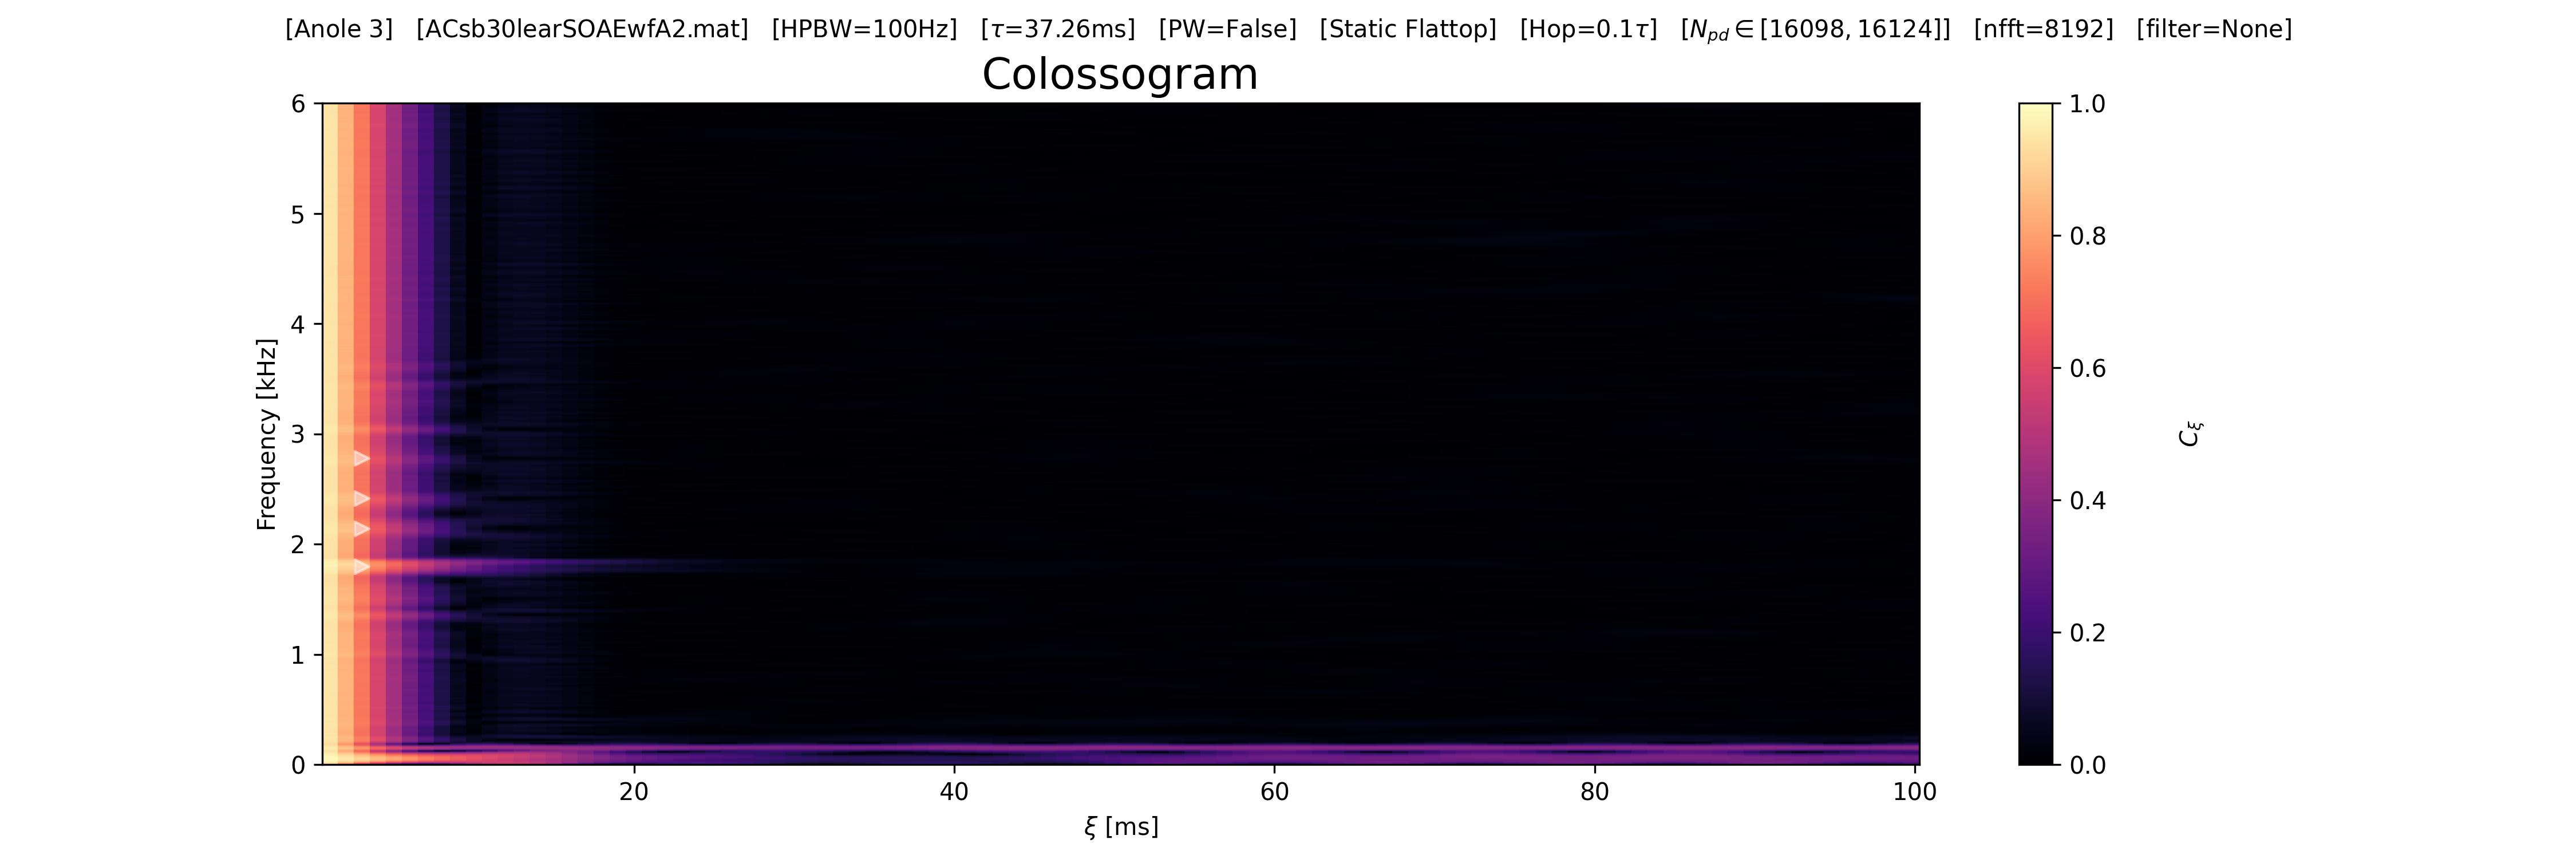 [Anole 3]   [ACsb30learSOAEwfA2.mat]   [HPBW=100Hz]   [τ=37.26ms]   [PW=False]   [Static Flattop]   [Hop=0.1τ]   [N_pd ∈ [16098, 16124]]   [nfft=8192]   [filter=None]
Colossogram
6
5
4
3
2
1
0
Frequency [kHz]
20 40 60 80 100
ξ [ms]
1.0
0.8
0.6
0.4
0.2
0.0
C_ξ